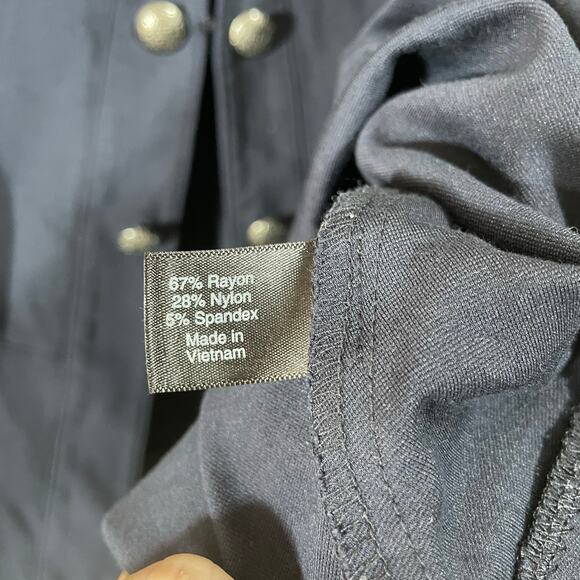 67% Rayon
28% Nylon
5% Spandex
Made in
Vietnam